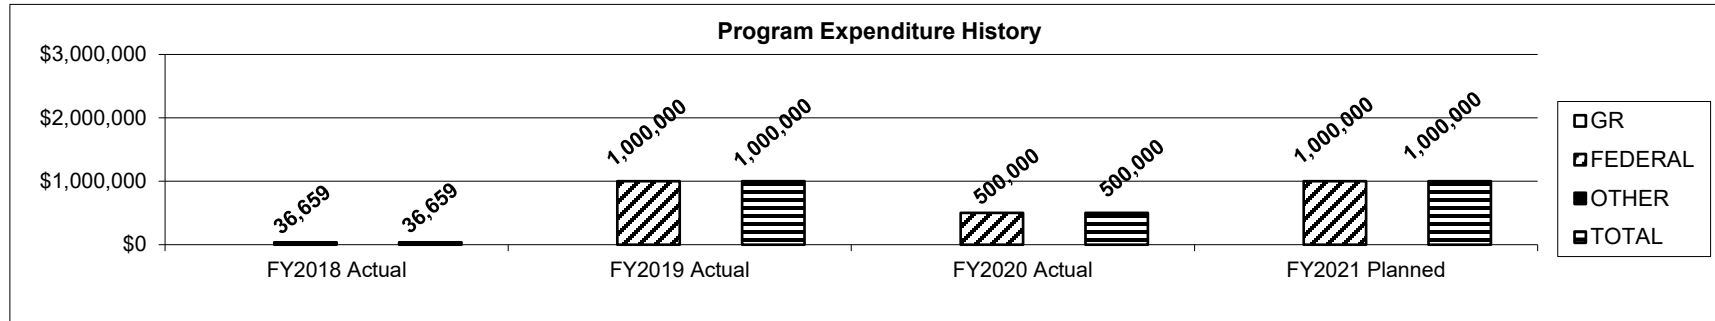 Program Expenditure History
$3,000,000
$2,000,000
$1,000,000
$0
36,659
36,659
1,000,000
1,000,000
500,000
500,000
1,000,000
1,000,000
FY2018 Actual
FY2019 Actual
FY2020 Actual
FY2021 Planned
GR
FEDERAL
OTHER
TOTAL